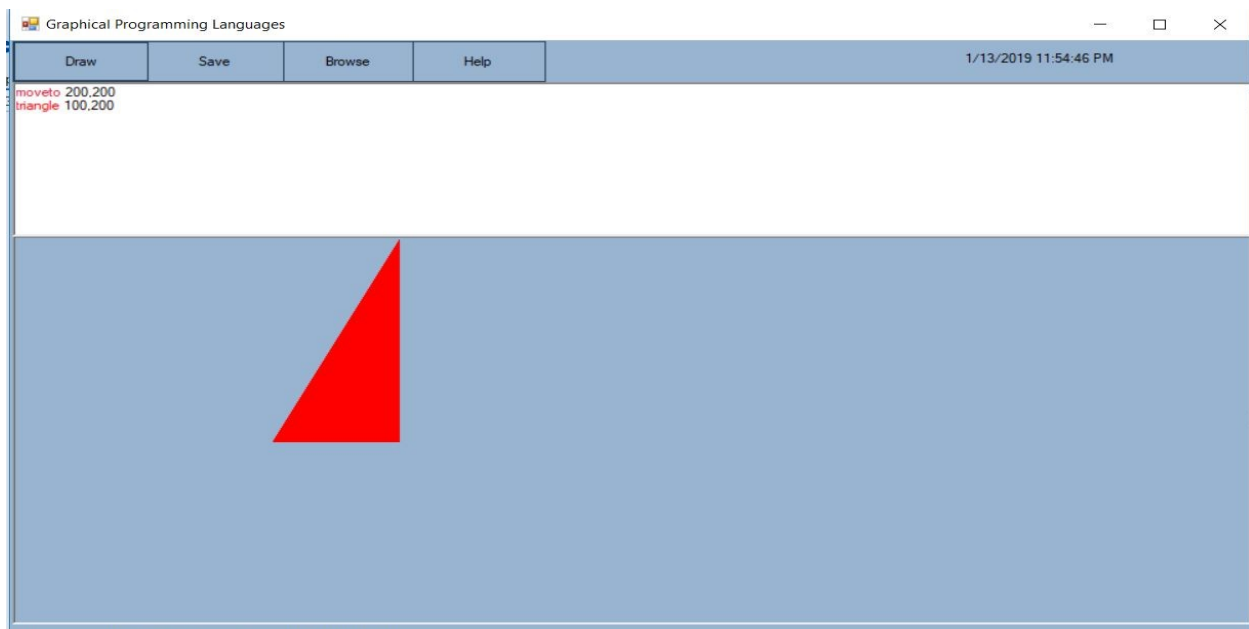 Graphical Programming Languages
Draw Save Browse Help 1/13/2019 11:54:46 PM
moveto 200,200
triangle 100,200